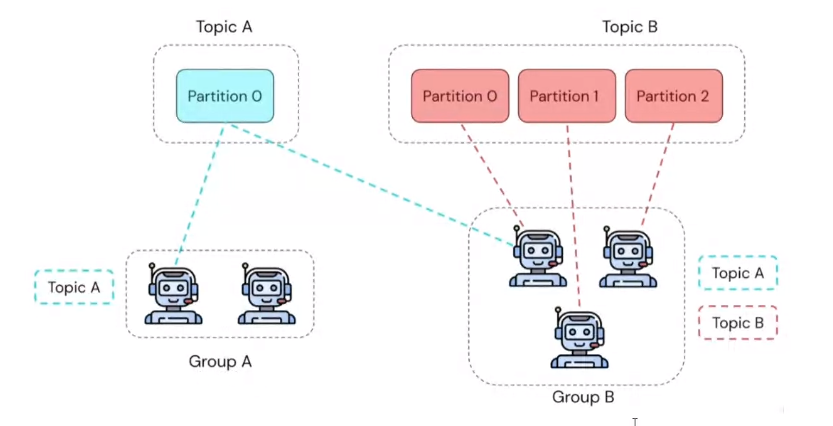 Topic A
Topic B
Partition 0
Partition 0
Partition 1
Partition 2
Topic A
Topic A
Topic B
Group A
Group B
T